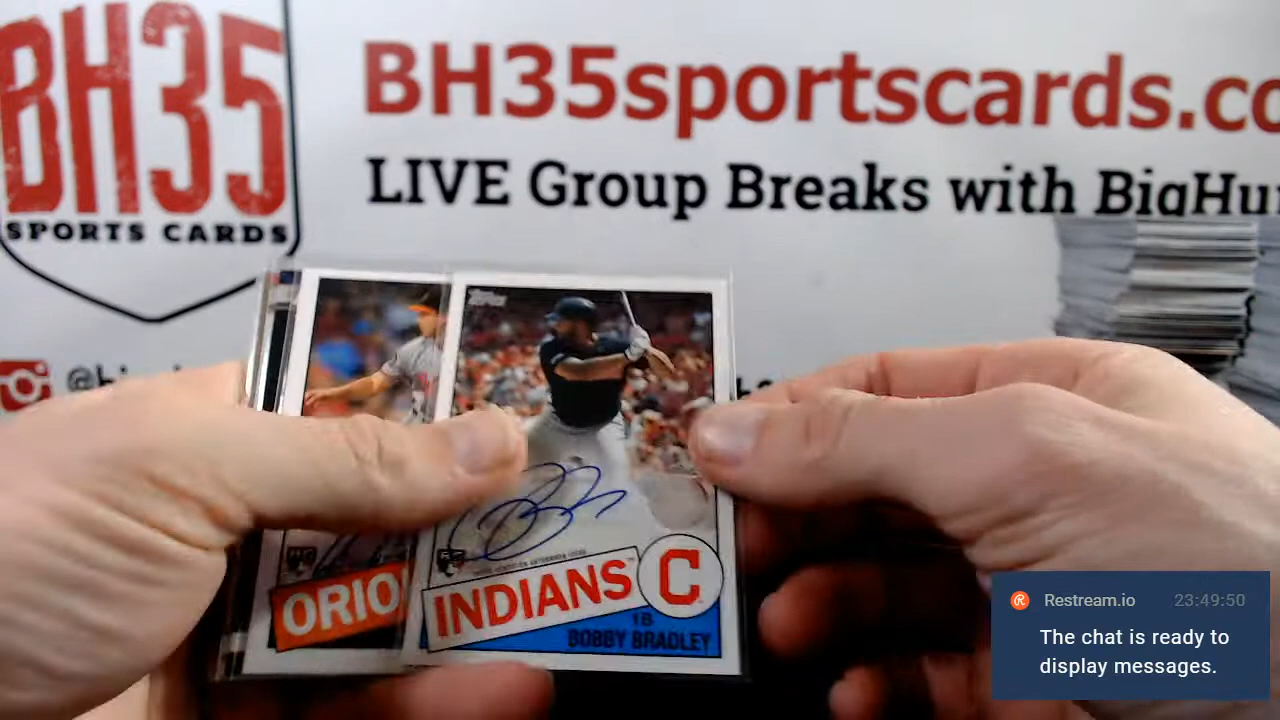 BH35
SPORTS CARDS
BH35sportscards.co
LIVE Group Breaks with BigHu
Topps
ORIO
INDIANS™
C
1B
BOBBY BRADLEY
Restream.io 23:49:50
The chat is ready to
display messages.